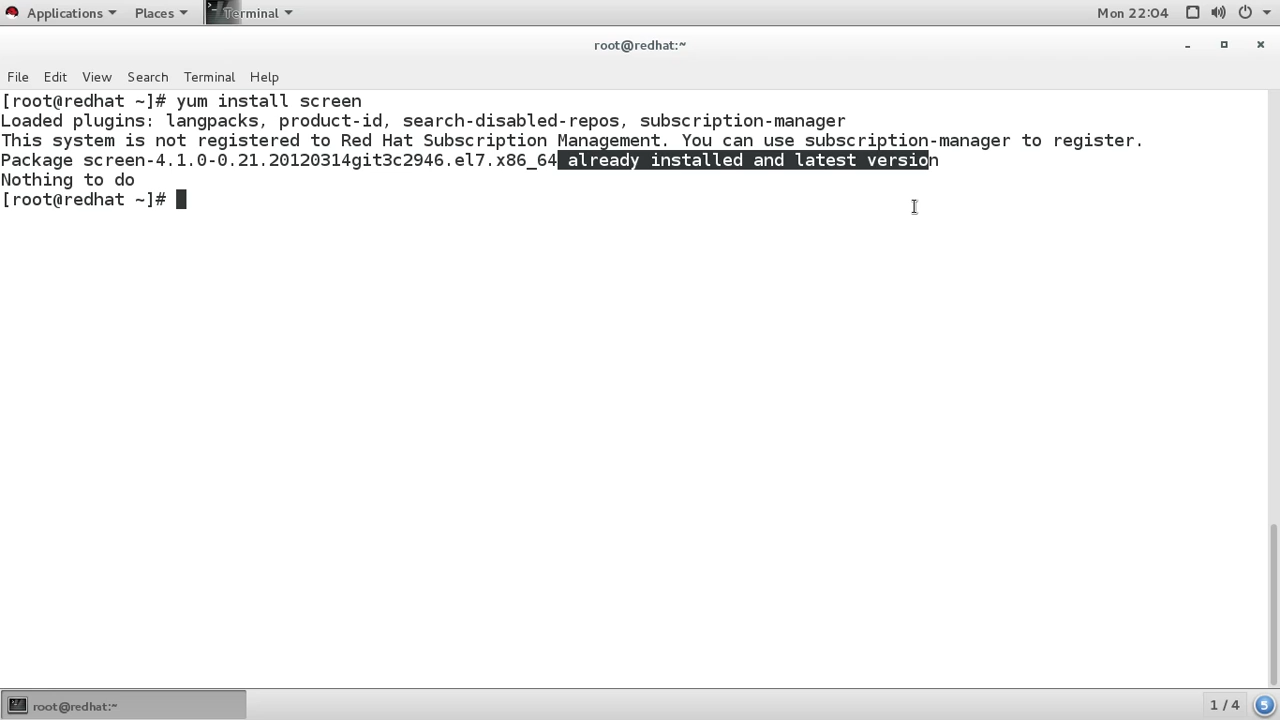 Applications Places Terminal Mon 22:04
root@redhat:~
File Edit View Search Terminal Help
[root@redhat ~]# yum install screen
Loaded plugins: langpacks, product-id, search-disabled-repos, subscription-manager
This system is not registered to Red Hat Subscription Management. You can use subscription-manager to register.
Package screen-4.1.0-0.21.20120314git3c2946.el7.x86_64 already installed and latest version
Nothing to do
[root@redhat ~]#
root@redhat:~ 1 / 4 5